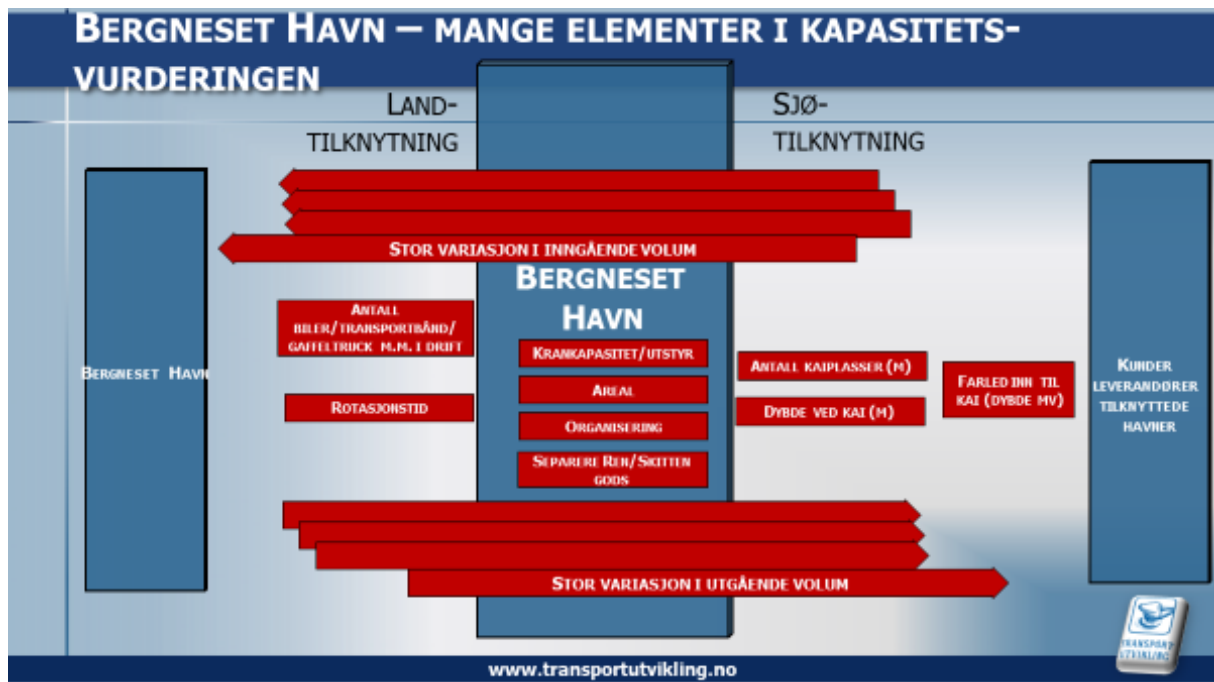 BERGNESET HAVN – MANGE ELEMENTER I KAPASITETS-
VURDERINGEN
LAND-
TILKNYTNING
SJØ-
TILKNYTNING
STOR VARIASJON I INNGÅENDE VOLUM
BERGNESET HAVN
ANTALL
BILER/TRANSPORTBÅND/
GAFFELTRUCK M.M. I DRIFT
ROTASJONSTID
BERGNESET
HAVN
KRANKAPASITET/UTSTYR
AREAL
ORGANISERING
SEPARERE REN/SKITTEN
GODS
ANTALL KAIPLASSER (M)
DYBDE VED KAI (M)
FARLED INN TIL
KAI (DYBDE MV)
KUNDER
LEVERANDØRER
TILKNYTTEDE
HAVNER
STOR VARIASJON I UTGÅENDE VOLUM
TRANSPORT
UTVIKLING
www.transportutvikling.no